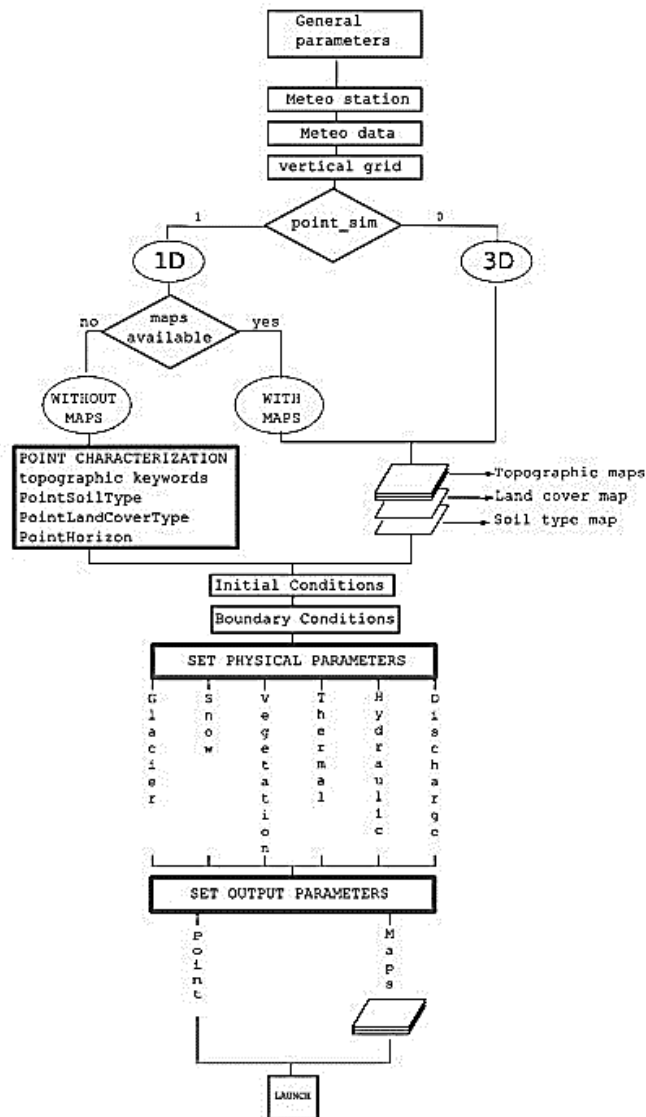 General
parameters
Meteo station
Meteo data
vertical grid
point_sim
1
0
1D
3D
maps
available
no
yes
WITHOUT
MAPS
WITH
MAPS
POINT CHARACTERIZATION
topographic keywords
PointSoilType
PointLandCoverType
PointHorizon
Topographic maps
Land cover map
Soil type map
Initial Conditions
Boundary Conditions
SET PHYSICAL PARAMETERS
Glacier
Snow
Vegetation
Thermal
Hydraulic
Discharge
SET OUTPUT PARAMETERS
Point
Maps
LAUNCH